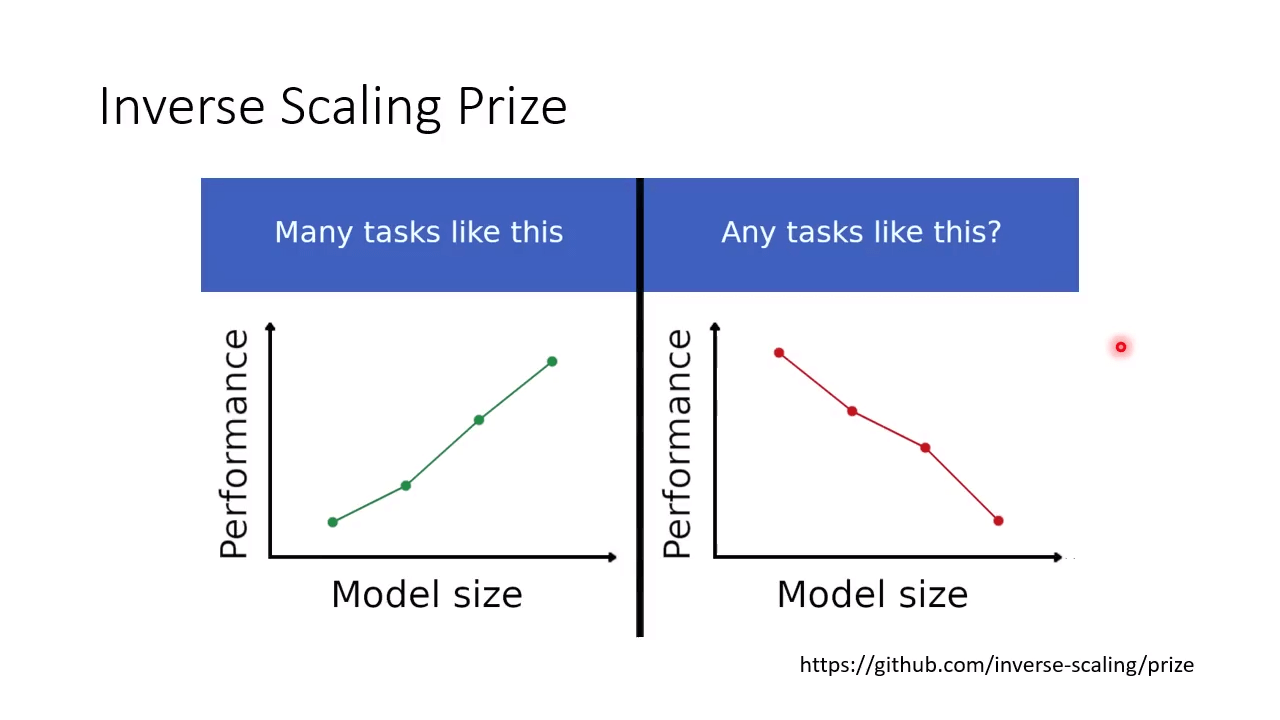 Inverse Scaling Prize
Many tasks like this
Any tasks like this?
Performance
Model size
Performance
Model size
https://github.com/inverse-scaling/prize